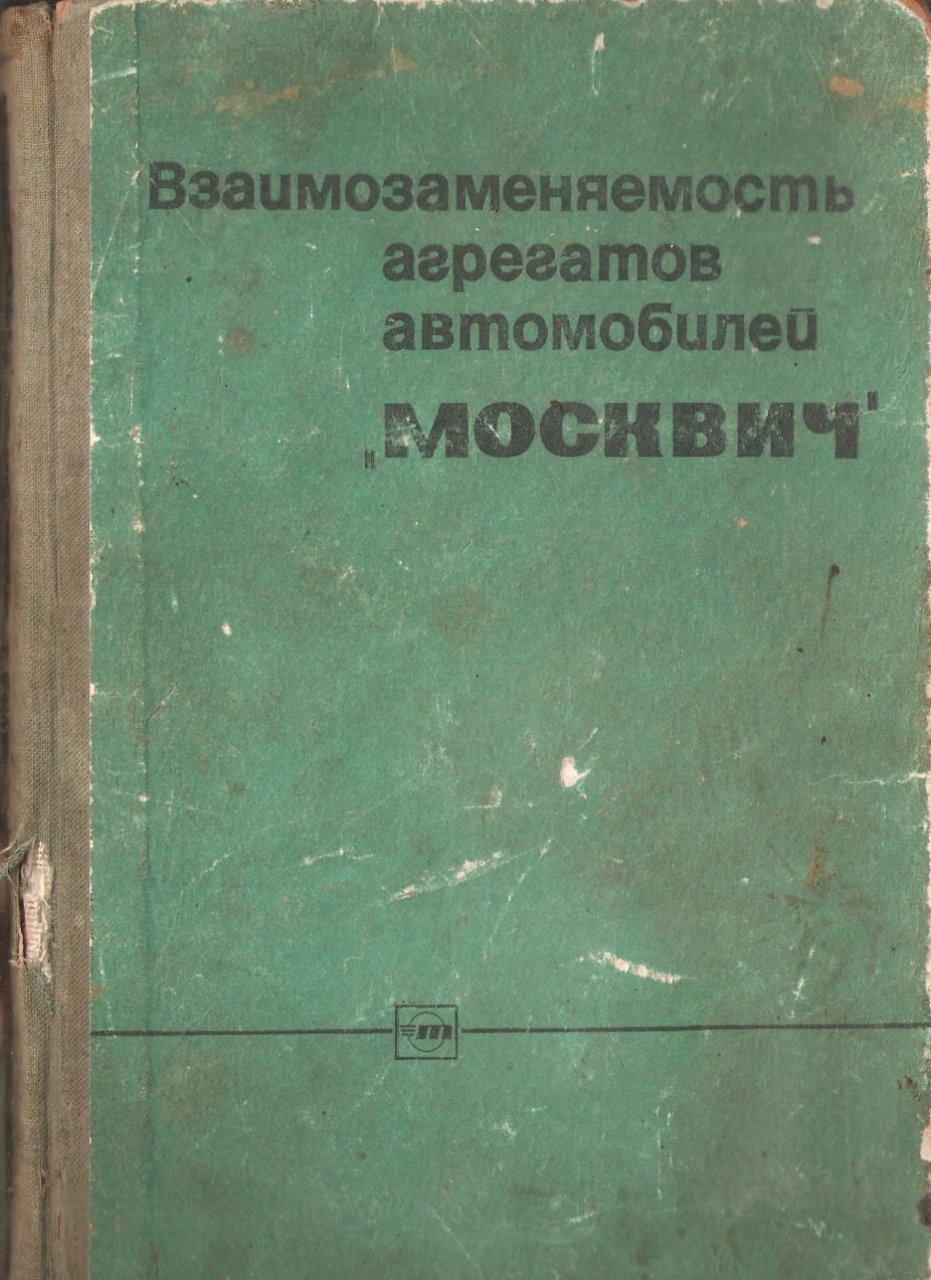 Взаимозаменяемость
агрегатов
автомобилей
„МОСКВИЧ"
т